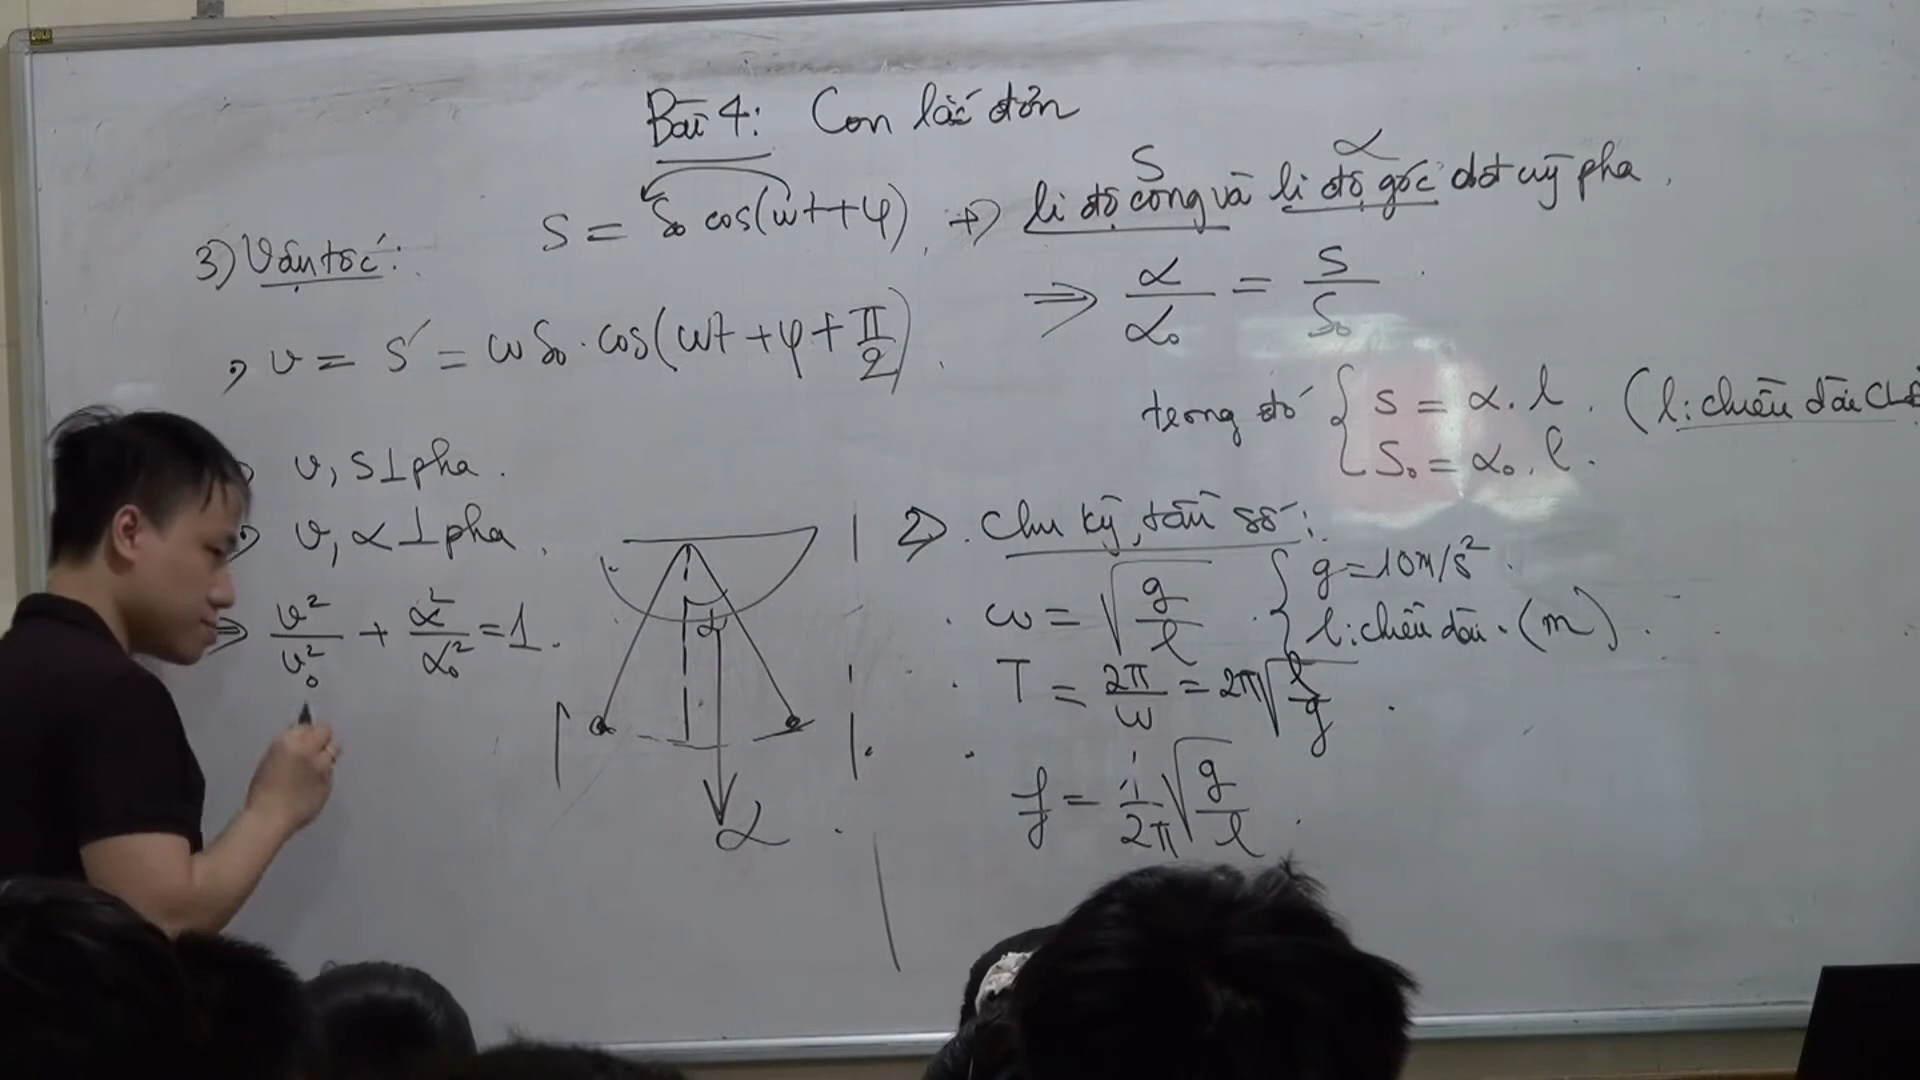 Bài 4: Con lắc đơn
S = S₀ cos(ωt+φ). +) li độ cong và li độ góc dđ cùng pha.
S α
⇒ α/α₀ = S/S₀
trong đó { S = α.l. (l: chiều dài
S₀ = α₀.l.
2) Chu kỳ, tần số:
ω = √(g/l) . { g = 10m/s².
l: chiều dài. (m).
T = 2π/ω = 2π√(l/g) .
f = 1/2π √(g/l) .
3) Vận tốc:
v = S' = ωS₀.cos(ωt + φ + π/2).
v, S ⊥ pha.
v, α ⊥ pha.
⇒ v²/v₀² + α²/α₀² = 1.
α
α